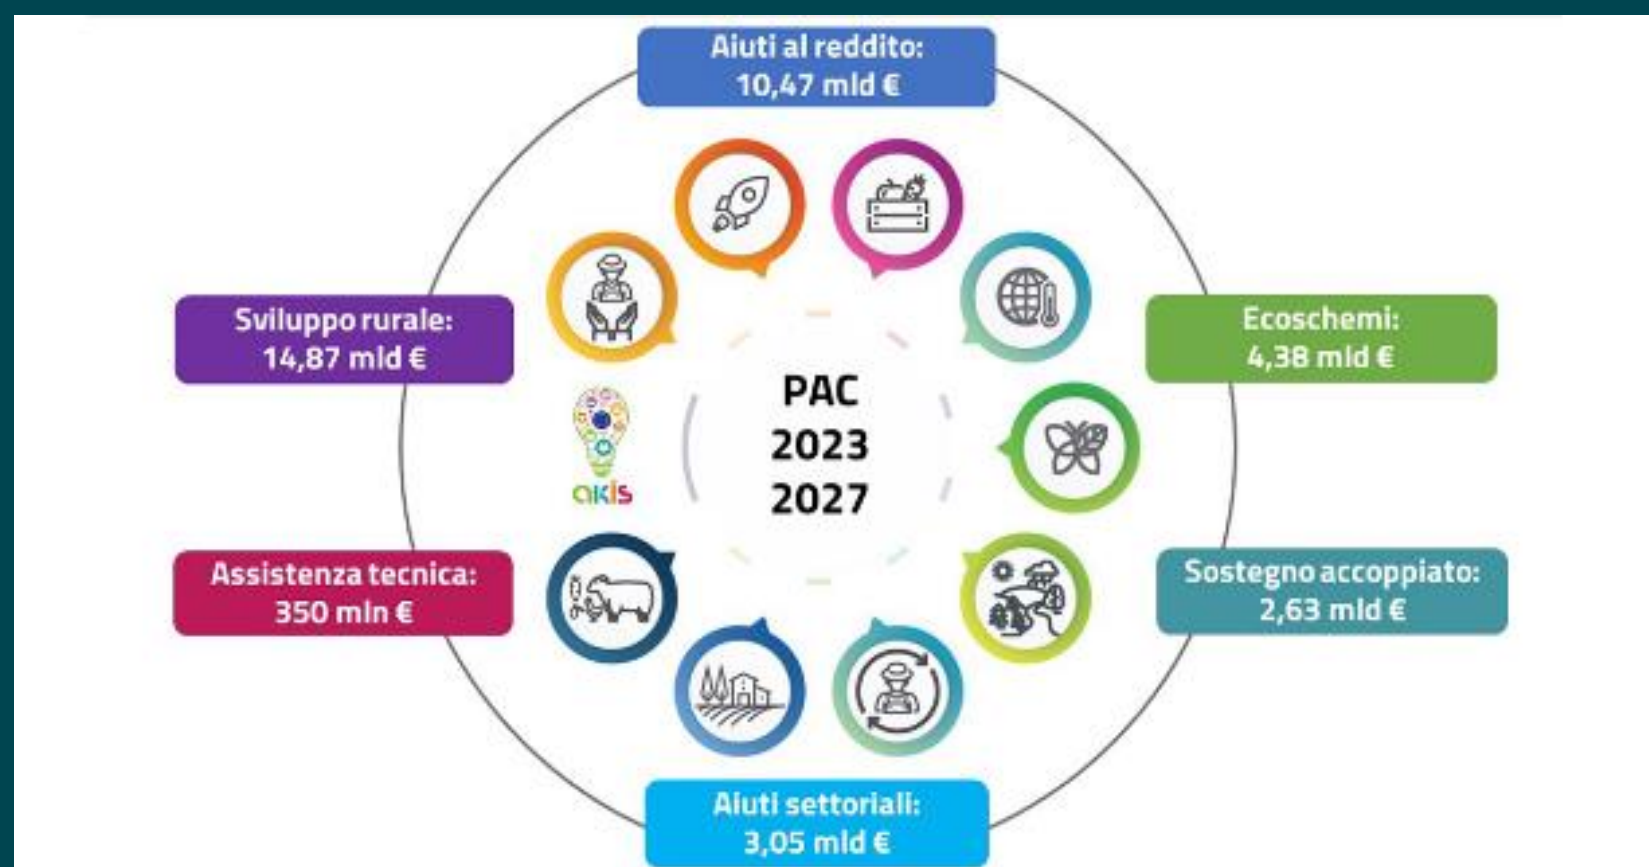 Aiuti al reddito:
10,47 mld €
Sviluppo rurale:
14,87 mld €
Ecoschemi:
4,38 mld €
PAC
2023
2027
akis
Assistenza tecnica:
350 mln €
Sostegno accoppiato:
2,63 mld €
Aiuti settoriali:
3,05 mld €